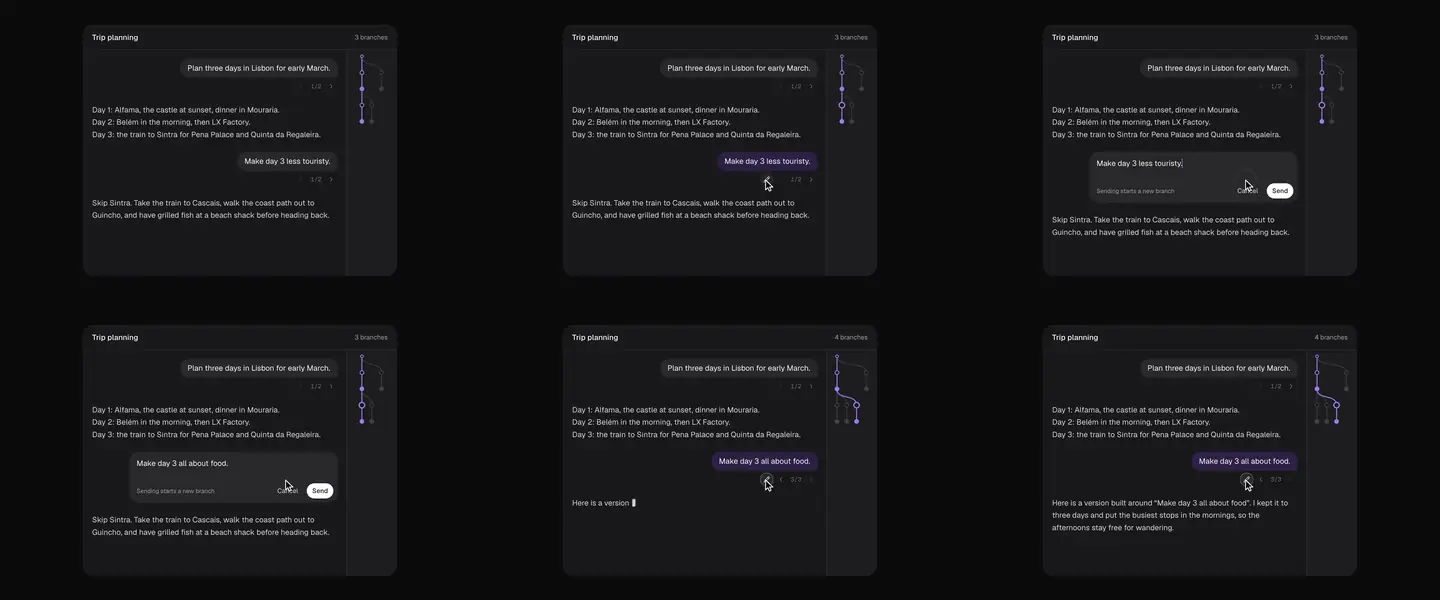 Trip planning
3 branches
Plan three days in Lisbon for early March.
1/2
Day 1: Alfama, the castle at sunset, dinner in Mouraria.
Day 2: Belém in the morning, then LX Factory.
Day 3: the train to Sintra for Pena Palace and Quinta da Regaleira.
Make day 3 less touristy.
1/2
Skip Sintra. Take the train to Cascais, walk the coast path out to
Guincho, and have grilled fish at a beach shack before heading back.
Trip planning
3 branches
Plan three days in Lisbon for early March.
1/2
Day 1: Alfama, the castle at sunset, dinner in Mouraria.
Day 2: Belém in the morning, then LX Factory.
Day 3: the train to Sintra for Pena Palace and Quinta da Regaleira.
Make day 3 less touristy.
1/2
Skip Sintra. Take the train to Cascais, walk the coast path out to
Guincho, and have grilled fish at a beach shack before heading back.
Trip planning
3 branches
Plan three days in Lisbon for early March.
1/2
Day 1: Alfama, the castle at sunset, dinner in Mouraria.
Day 2: Belém in the morning, then LX Factory.
Day 3: the train to Sintra for Pena Palace and Quinta da Regaleira.
Make day 3 less touristy.
Sending starts a new branch
Cancel
Send
Skip Sintra. Take the train to Cascais, walk the coast path out to
Guincho, and have grilled fish at a beach shack before heading back.
Trip planning
3 branches
Plan three days in Lisbon for early March.
1/2
Day 1: Alfama, the castle at sunset, dinner in Mouraria.
Day 2: Belém in the morning, then LX Factory.
Day 3: the train to Sintra for Pena Palace and Quinta da Regaleira.
Make day 3 all about food.
Sending starts a new branch
Cancel
Send
Skip Sintra. Take the train to Cascais, walk the coast path out to
Guincho, and have grilled fish at a beach shack before heading back.
Trip planning
4 branches
Plan three days in Lisbon for early March.
1/2
Day 1: Alfama, the castle at sunset, dinner in Mouraria.
Day 2: Belém in the morning, then LX Factory.
Day 3: the train to Sintra for Pena Palace and Quinta da Regaleira.
Make day 3 all about food.
3/3
Here is a version
Trip planning
4 branches
Plan three days in Lisbon for early March.
1/2
Day 1: Alfama, the castle at sunset, dinner in Mouraria.
Day 2: Belém in the morning, then LX Factory.
Day 3: the train to Sintra for Pena Palace and Quinta da Regaleira.
Make day 3 all about food.
3/3
Here is a version built around “Make day 3 all about food”. I kept it to
three days and put the busiest stops in the mornings, so the
afternoons stay free for wandering.